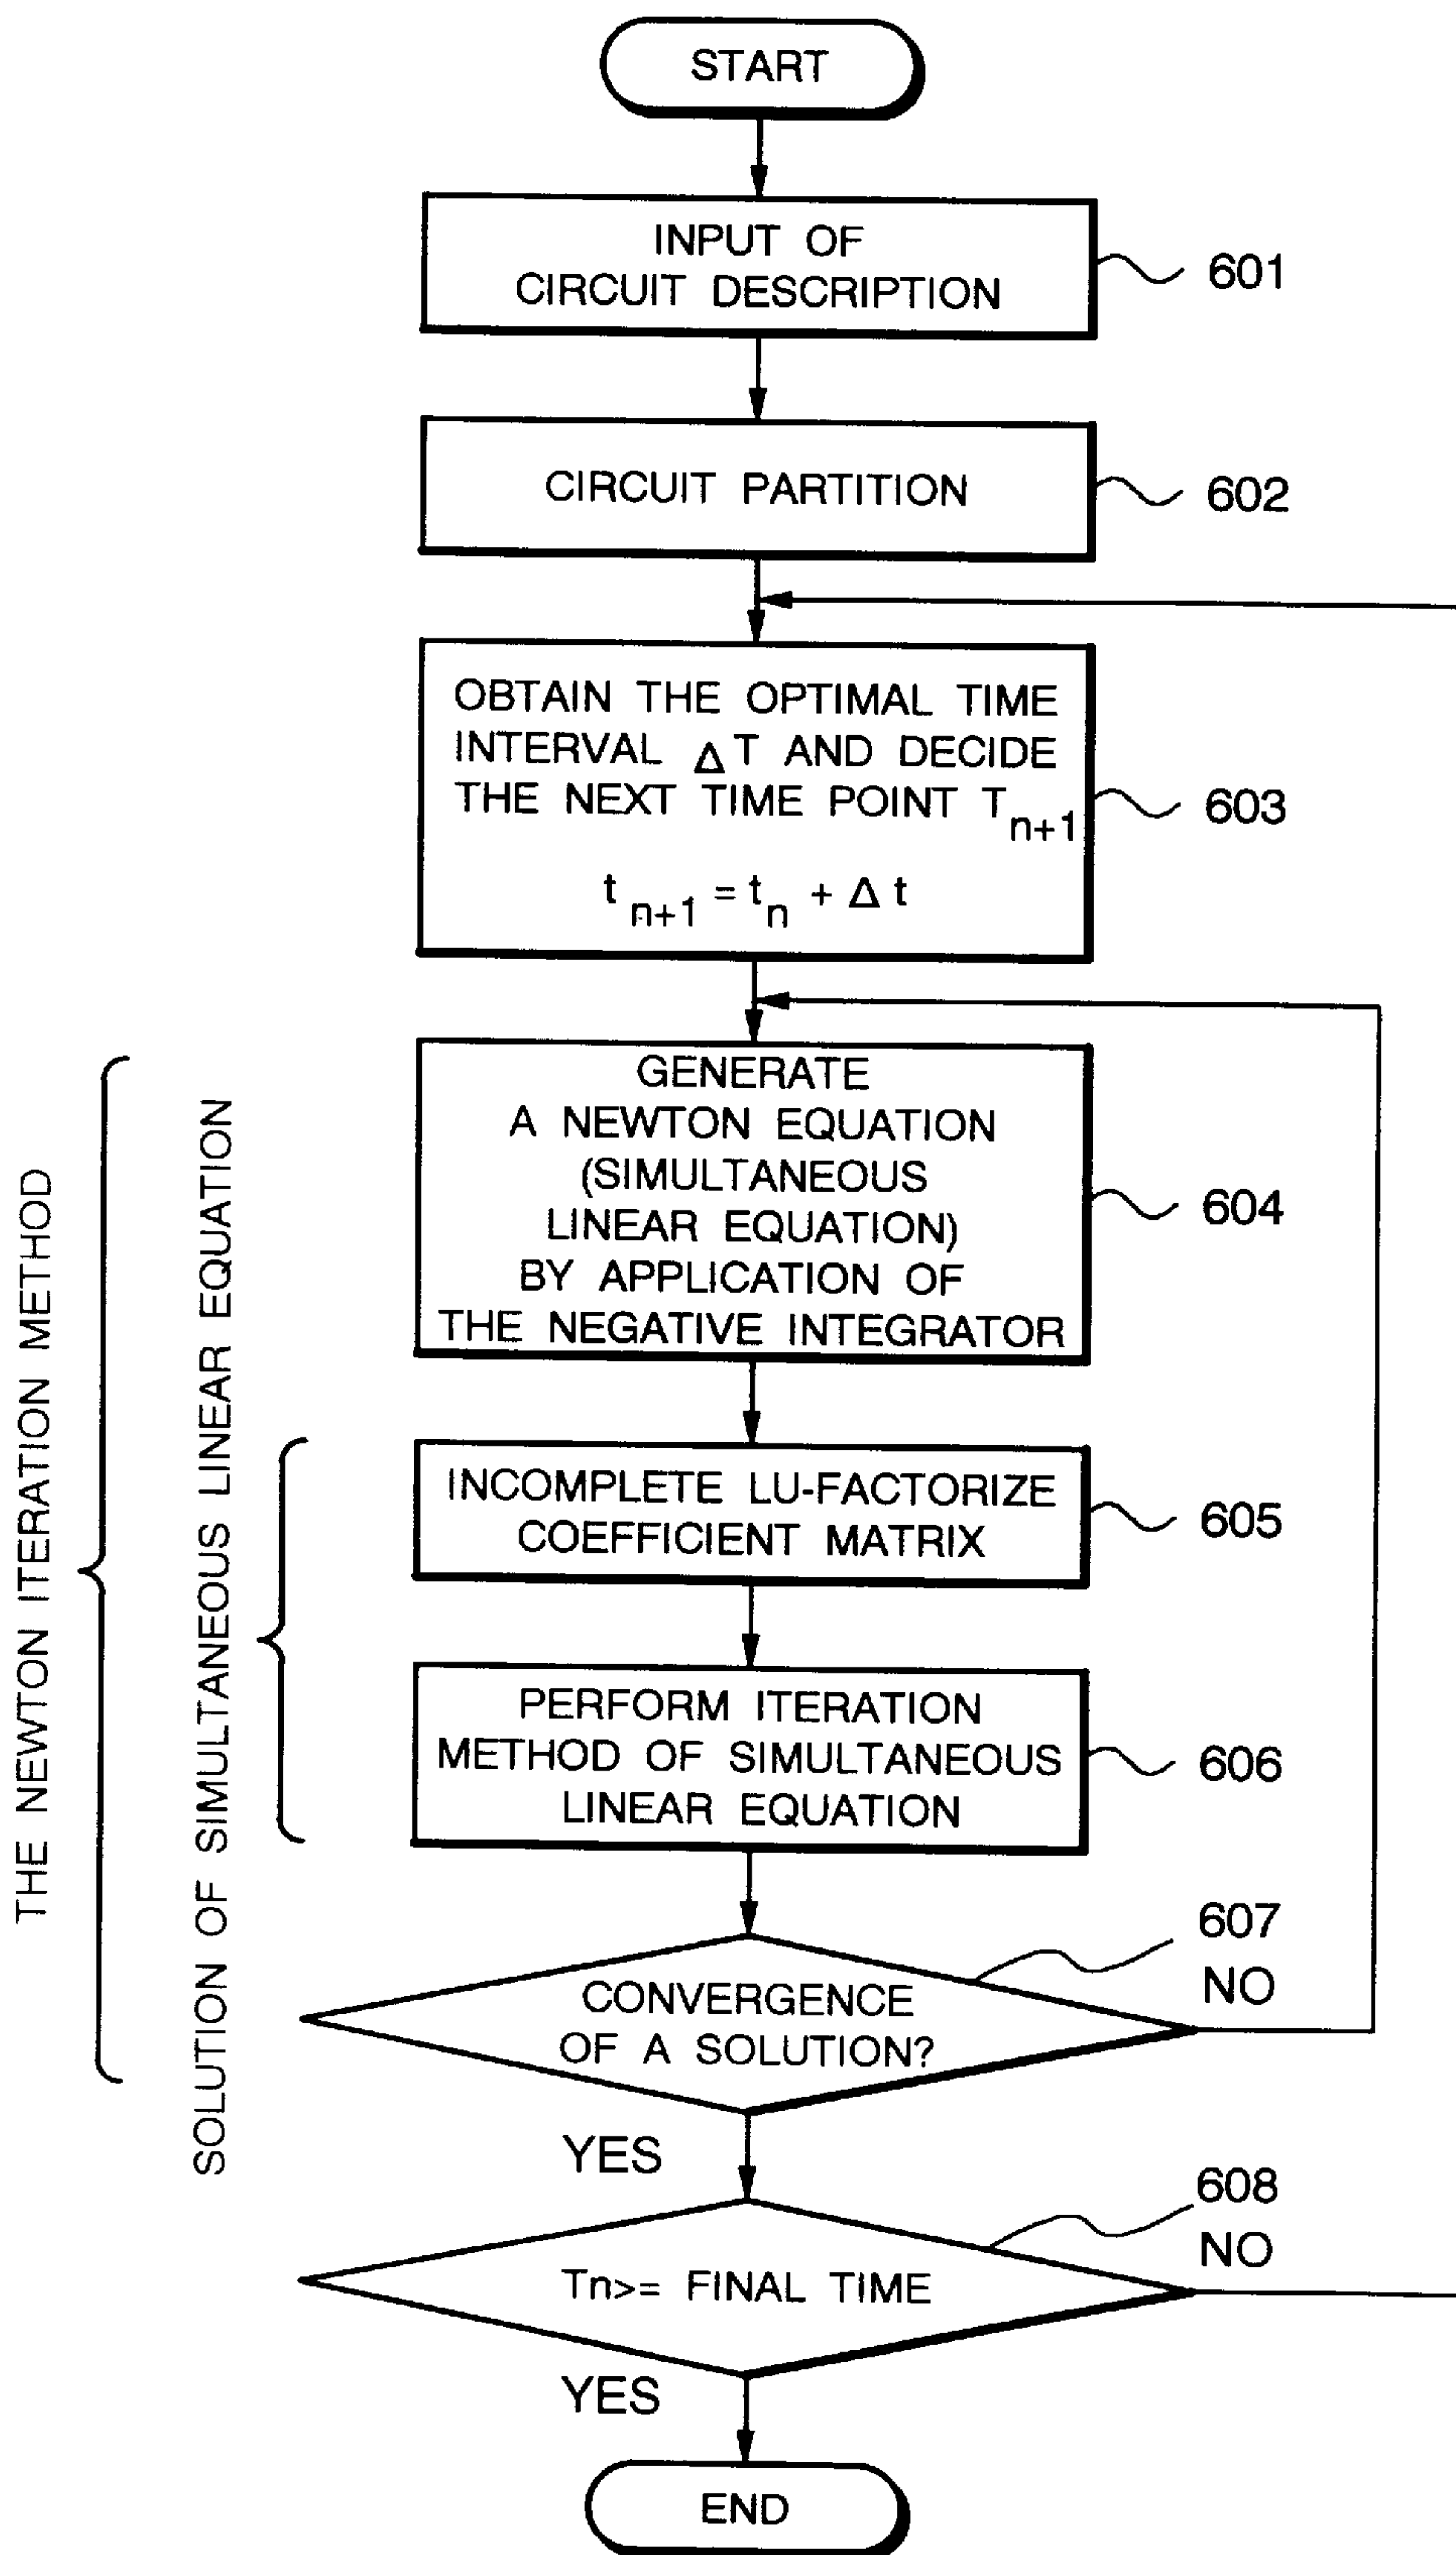 START
INPUT OF
CIRCUIT DESCRIPTION
601
CIRCUIT PARTITION
602
OBTAIN THE OPTIMAL TIME
INTERVAL Δ T AND DECIDE
THE NEXT TIME POINT Tn+1
tn+1 = tn + Δ t
603
GENERATE
A NEWTON EQUATION
(SIMULTANEOUS
LINEAR EQUATION)
BY APPLICATION OF
THE NEGATIVE INTEGRATOR
604
INCOMPLETE LU-FACTORIZE
COEFFICIENT MATRIX
605
PERFORM ITERATION
METHOD OF SIMULTANEOUS
LINEAR EQUATION
606
THE NEWTON ITERATION METHOD
SOLUTION OF SIMULTANEOUS LINEAR EQUATION
CONVERGENCE
OF A SOLUTION?
607
NO
YES
Tn>= FINAL TIME
608
NO
YES
END